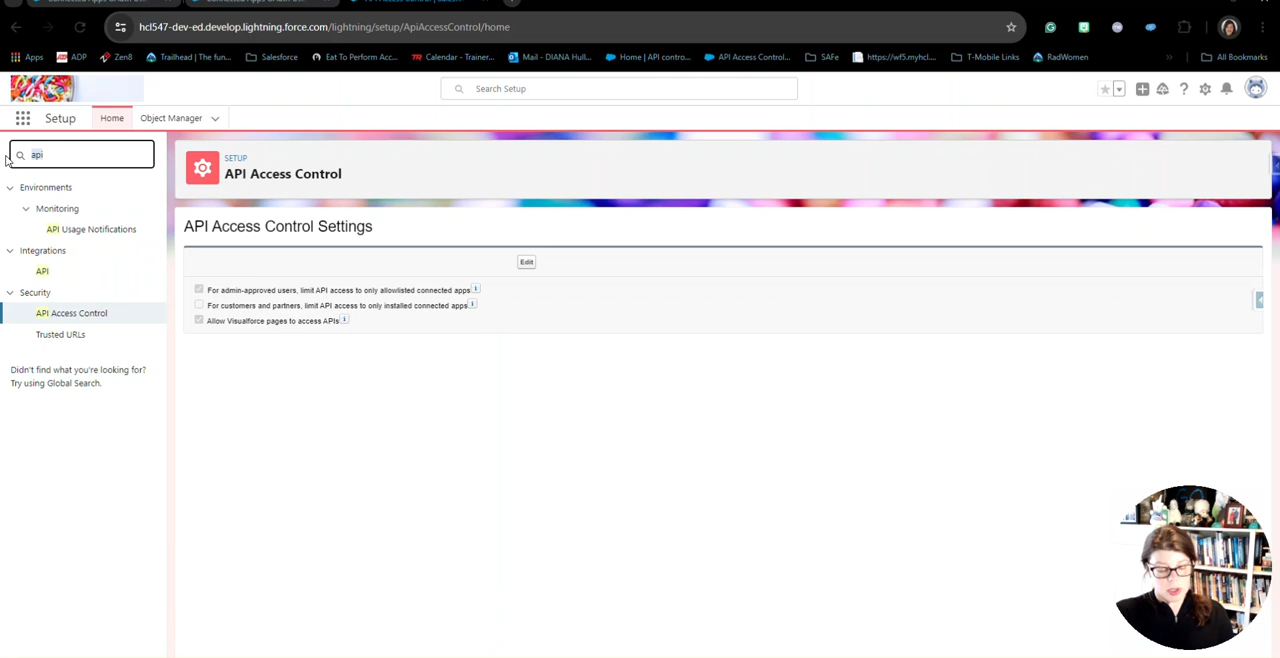 hcl547-dev-ed.develop.lightning.force.com/lightning/setup/ApiAccessControl/home
Apps ADP Zen8 Trailhead | The fun... Salesforce Eat To Perform Acc... Calendar - Trainer... Mail - DIANA Hull... Home | API contro... API Access Control... SAFe https://wf5.myhcl.... T-Mobile Links RadWomen » All Bookmarks
Search Setup
Setup Home Object Manager
api
Environments
Monitoring
API Usage Notifications
Integrations
API
Security
API Access Control
Trusted URLs
Didn't find what you're looking for?
Try using Global Search.
SETUP
API Access Control
API Access Control Settings
Edit
For admin-approved users, limit API access to only allowlisted connected apps
For customers and partners, limit API access to only installed connected apps
Allow Visualforce pages to access APIs